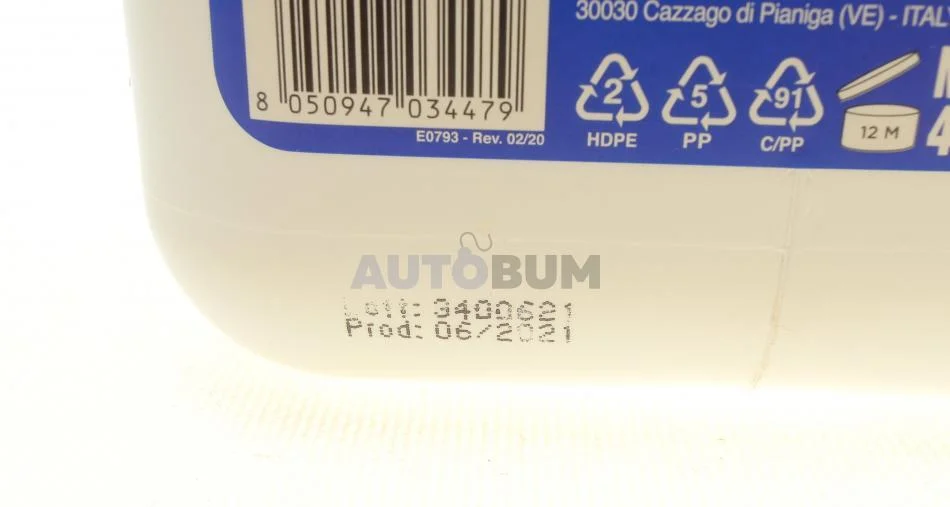 30030 Cazzago di Pianiga (VE) - ITALY
8 050947 034479
E0793 - Rev. 02/20
2
HDPE
5
PP
91
C/PP
12 M
AUTOBUM
Prod: 06/2021